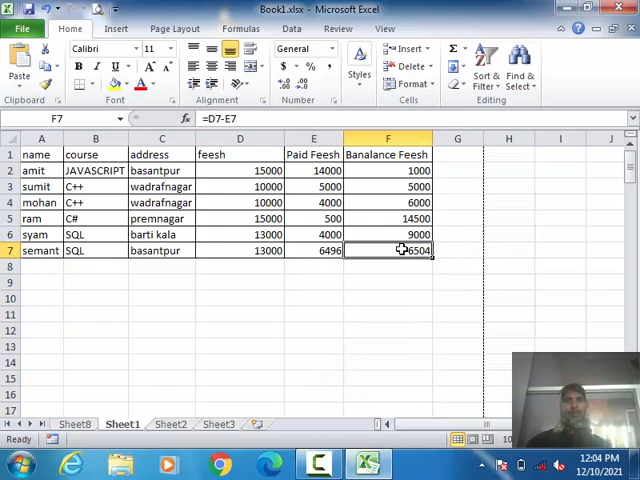 Book1.xlsx - Microsoft Excel
File Home Insert Page Layout Formulas Data Review View
Paste
Clipboard
Calibri 11
B I U
A A
Font
Alignment
General
$ % ,
Number
Styles
Insert
Delete
Format
Cells
Σ
Sort & Filter
Find & Select
Editing
F7 fx =D7-E7
A B C D E F G H I J
1 name course address feesh Paid Feesh Banalance Feesh
2 amit JAVASCRIPT basantpur 15000 14000 1000
3 sumit C++ wadrafnagar 10000 5000 5000
4 mohan C++ wadrafnagar 10000 4000 6000
5 ram C# premnagar 15000 500 14500
6 syam SQL barti kala 13000 4000 9000
7 semant SQL basantpur 13000 6496 6504
8
9
10
11
12
13
14
15
16
17
Sheet8 Sheet1 Sheet2 Sheet3
Ready
12:04 PM
12/10/2021